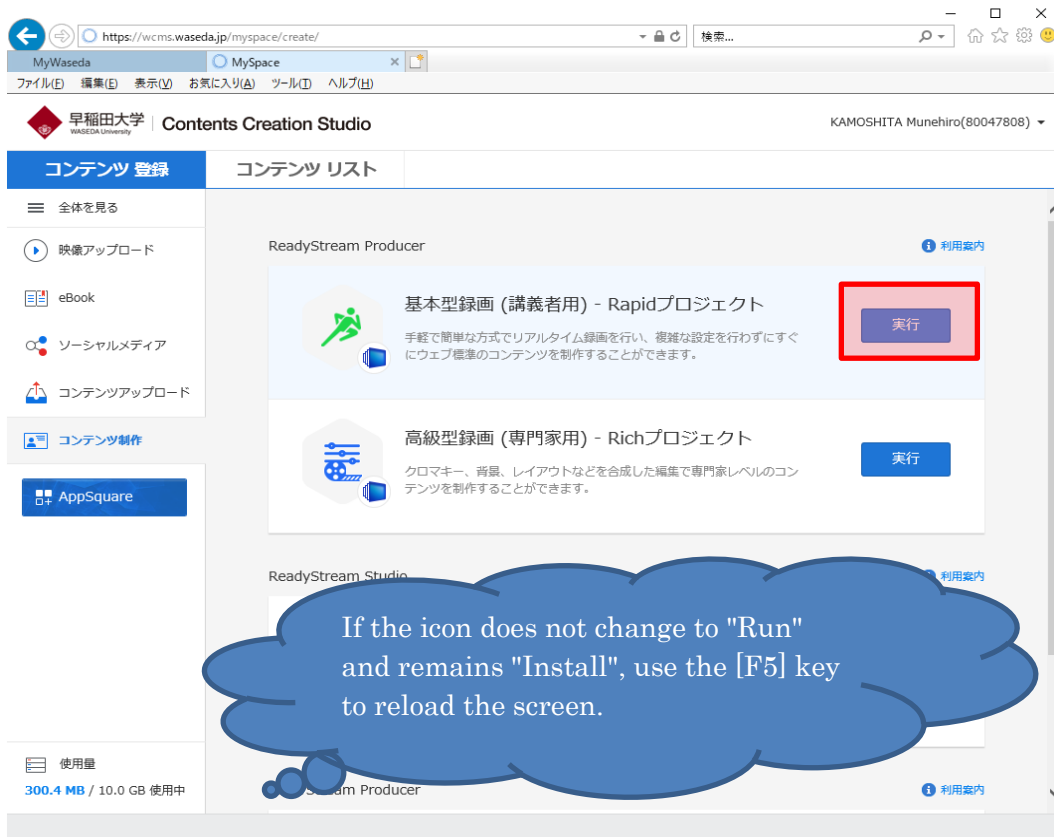 https://wcms.waseda.jp/myspace/create/
検索...
MyWaseda
MySpace
ファイル(F) 編集(E) 表示(V) お気に入り(A) ツール(T) ヘルプ(H)
早稲田大学
WASEDA University
Contents Creation Studio
KAMOSHITA Munehiro(80047808)
コンテンツ 登録
コンテンツ リスト
全体を見る
映像アップロード
eBook
ソーシャルメディア
コンテンツアップロード
コンテンツ制作
AppSquare
ReadyStream Producer
利用案内
基本型録画 (講義者用) - Rapidプロジェクト
手軽で簡単な方式でリアルタイム録画を行い、複雑な設定を行わずにすぐ
にウェブ標準のコンテンツを制作することができます。
実行
高級型録画 (専門家用) - Richプロジェクト
クロマキー、背景、レイアウトなどを合成した編集で専門家レベルのコン
テンツを制作することができます。
実行
ReadyStream Studio
利用案内
If the icon does not change to "Run"
and remains "Install", use the [F5] key
to reload the screen.
使用量
300.4 MB / 10.0 GB 使用中
Producer
利用案内